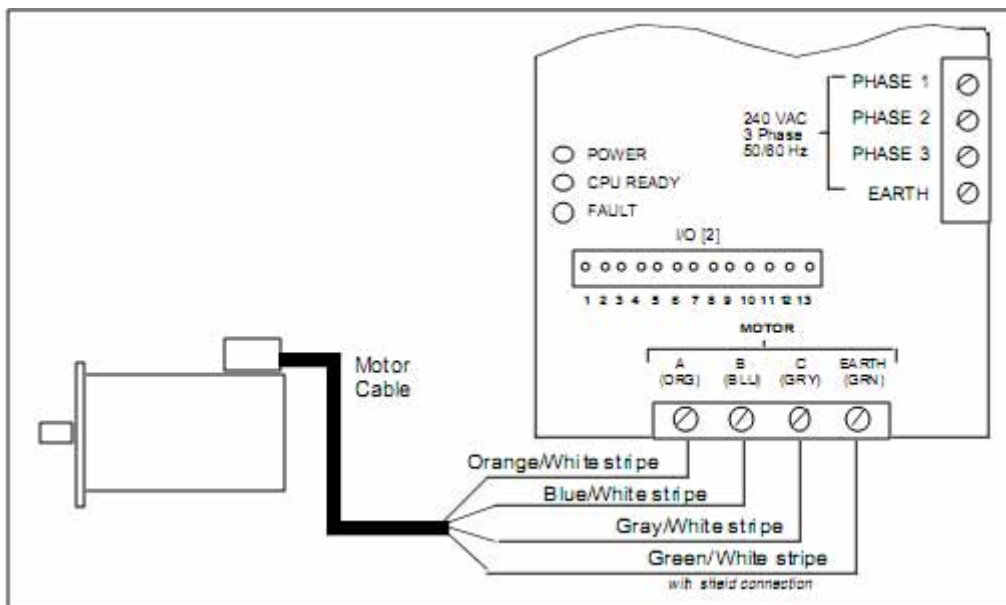 PHASE 1
PHASE 2
PHASE 3
EARTH
240 VAC
3 Phase
50/60 Hz
POWER
CPU READY
FAULT
I/O [2]
1 2 3 4 5 6 7 8 9 10 11 12 13
MOTOR
A B C EARTH
(ORG) (BLU) (GRY) (GRN)
Motor
Cable
Orange/White stripe
Blue/White stripe
Gray/White stripe
Green/White stripe
with shield connection